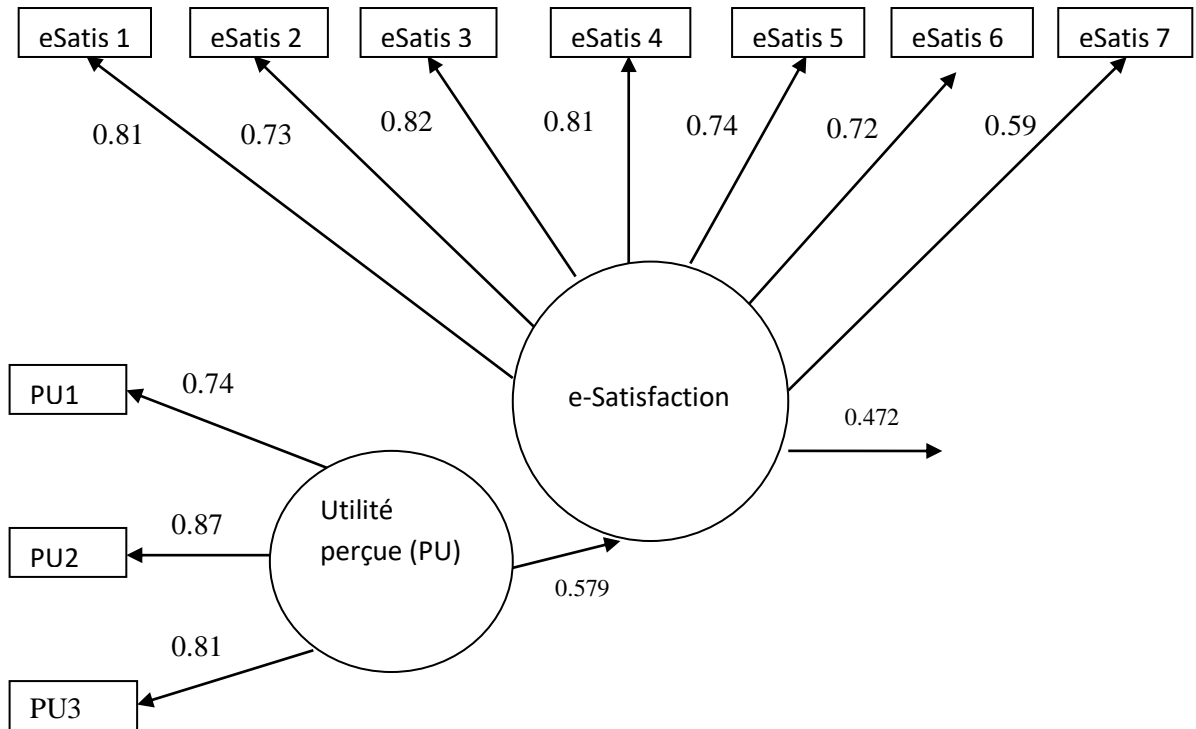 eSatis 1
eSatis 2
eSatis 3
eSatis 4
eSatis 5
eSatis 6
eSatis 7
0.81
0.73
0.82
0.81
0.74
0.72
0.59
PU1
0.74
e-Satisfaction
0.472
Utilité
perçue (PU)
PU2
0.87
0.579
0.81
PU3